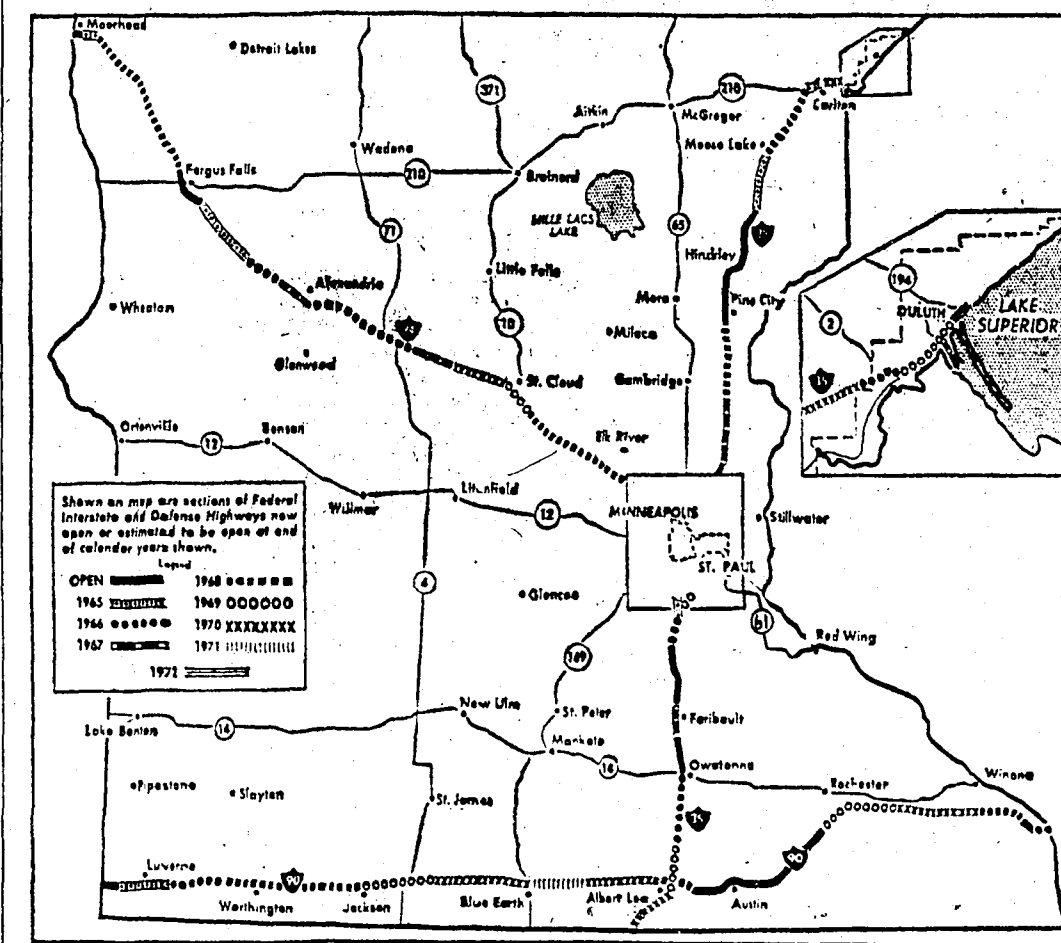 Moorhead
Detroit Lakes
371
210
Carlton
Aitkin
McGregor
Moose Lake
Wadena
Fergus Falls
210
Brainerd
MILLE LACS
LAKE
65
71
35
Hinckley
Little Falls
194
DULUTH
LAKE
SUPERIOR
Alexandria
Mora
Pine City
Wheaton
10
Milaca
2
Glenwood
St. Cloud
Cambridge
35
Ortonville
Benson
12
Elk River
Litchfield
Willmar
12
MINNEAPOLIS
Stillwater
ST. PAUL
Shown on map are sections of Federal
Interstate and Defense Highways now
open or estimated to be open at end
of calendar years shown.
Legend
OPEN
1968
1965
1969
1966
1970
1967
1971
1972
4
Glencoe
61
Red Wing
169
New Ulm
St. Peter
Faribault
Lake Benton
14
Mankato
14
Owatonna
Rochester
Winona
Pipestone
Slayton
St. James
35
90
Luverne
90
Worthington
Jackson
Blue Earth
Albert Lea
Austin